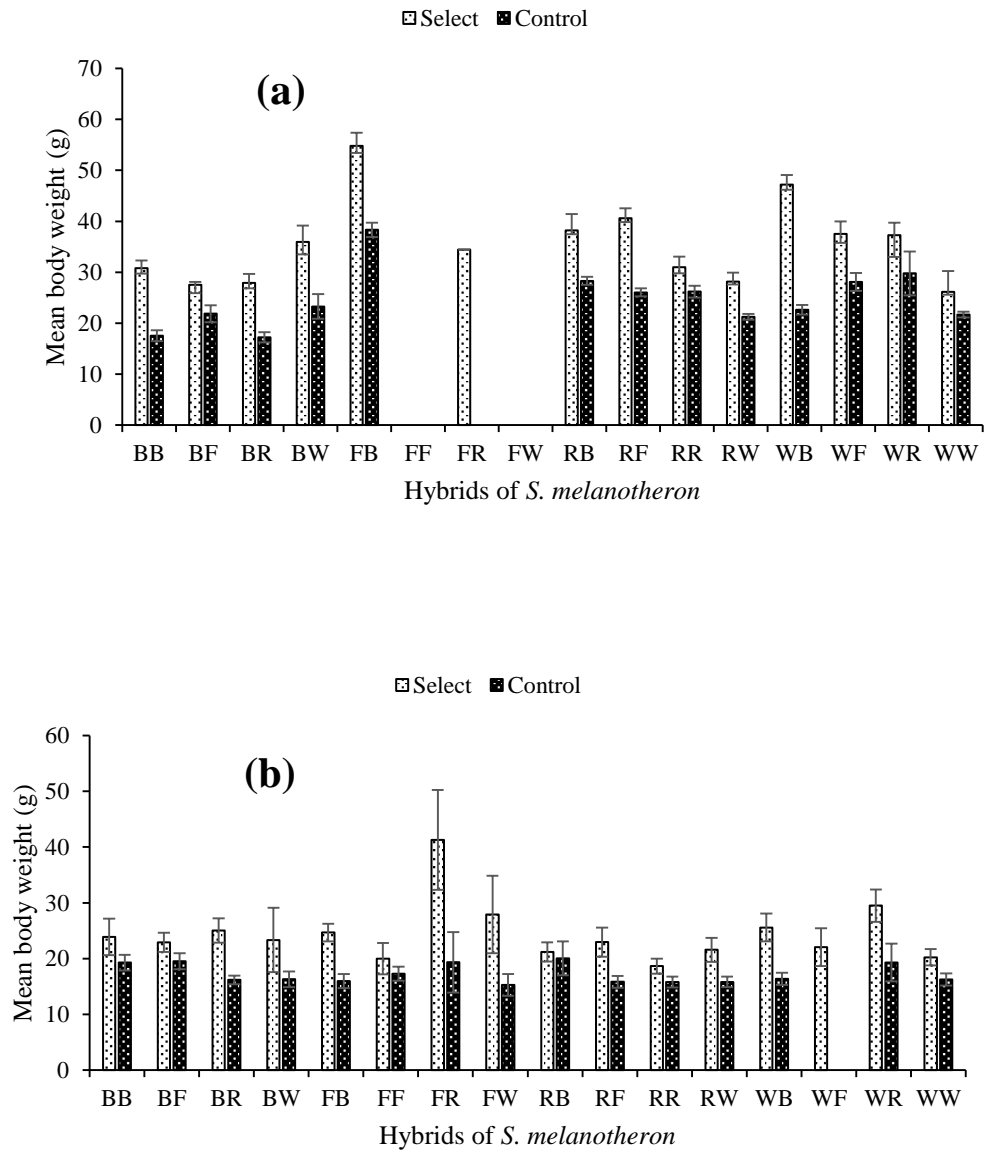 Select Control
(a)
Mean body weight (g)
70
60
50
40
30
20
10
0
BB BF BR BW FB FF FR FW RB RF RR RW WB WF WR WW
Hybrids of S. melanotheron
Select Control
(b)
Mean body weight (g)
60
50
40
30
20
10
0
BB BF BR BW FB FF FR FW RB RF RR RW WB WF WR WW
Hybrids of S. melanotheron